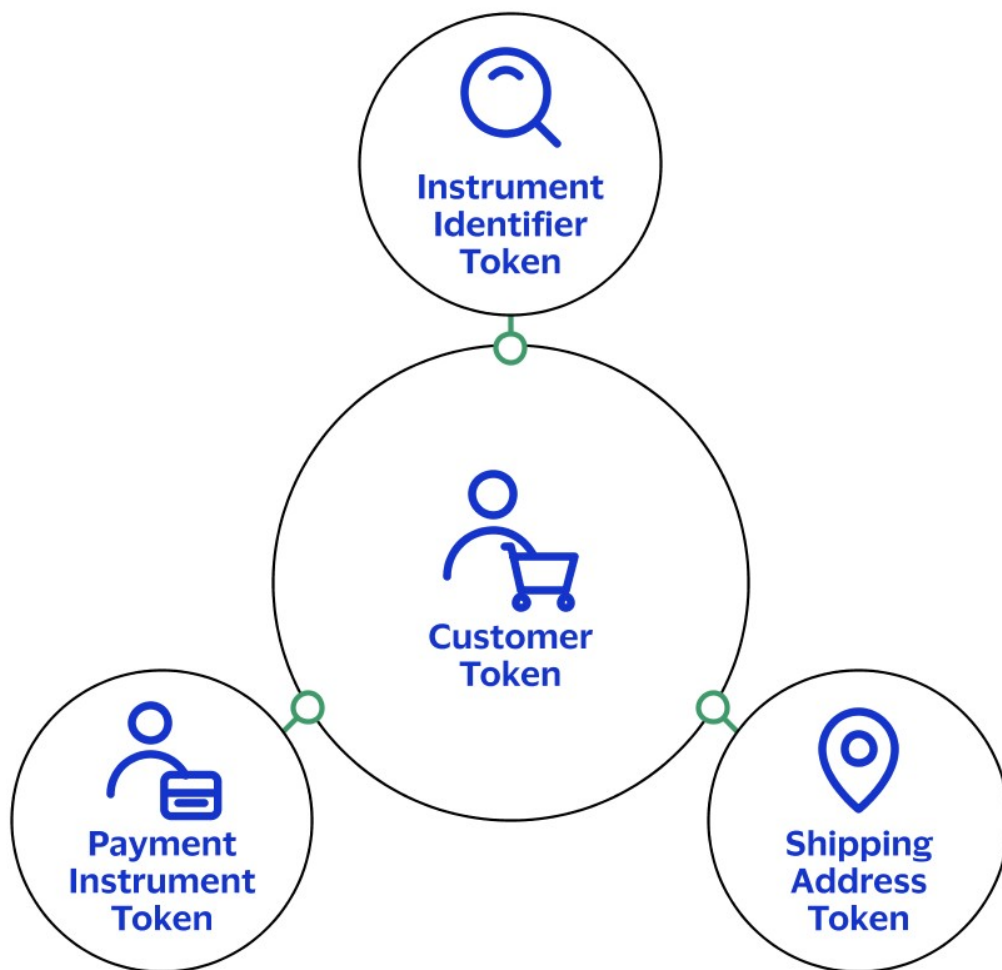 Instrument
Identifier
Token
Customer
Token
Payment
Instrument
Token
Shipping
Address
Token